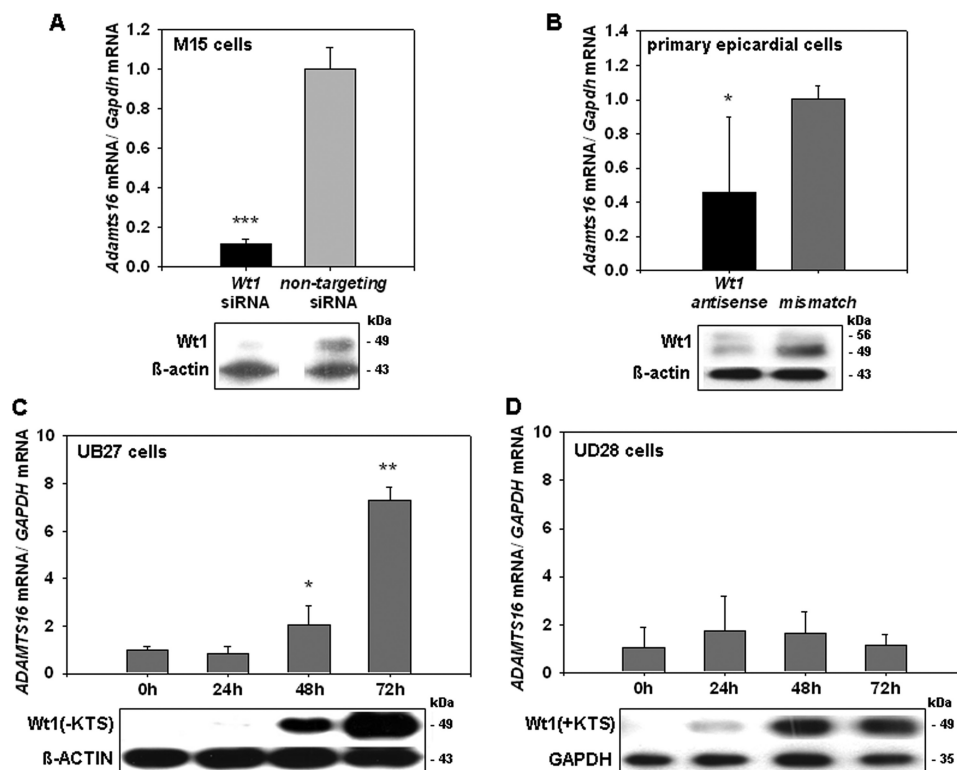 A
M15 cells
Adamts16 mRNA/ Gapdh mRNA
1.2
1.0
0.8
0.6
0.4
0.2
0.0
***
Wt1 siRNA
non-targeting siRNA
kDa
Wt1
- 49
ß-actin
- 43
B
primary epicardial cells
Adamts16 mRNA/ Gapdh mRNA
1.4
1.2
1.0
0.8
0.6
0.4
0.2
0.0
*
Wt1 antisense
mismatch
kDa
Wt1
- 56
- 49
ß-actin
- 43
C
UB27 cells
ADAMTS16 mRNA/ GAPDH mRNA
10
8
6
4
2
0
*
**
0h 24h 48h 72h
kDa
Wt1(-KTS)
- 49
ß-ACTIN
- 43
D
UD28 cells
ADAMTS16 mRNA/ GAPDH mRNA
10
8
6
4
2
0
0h 24h 48h 72h
kDa
Wt1(+KTS)
- 49
GAPDH
- 35